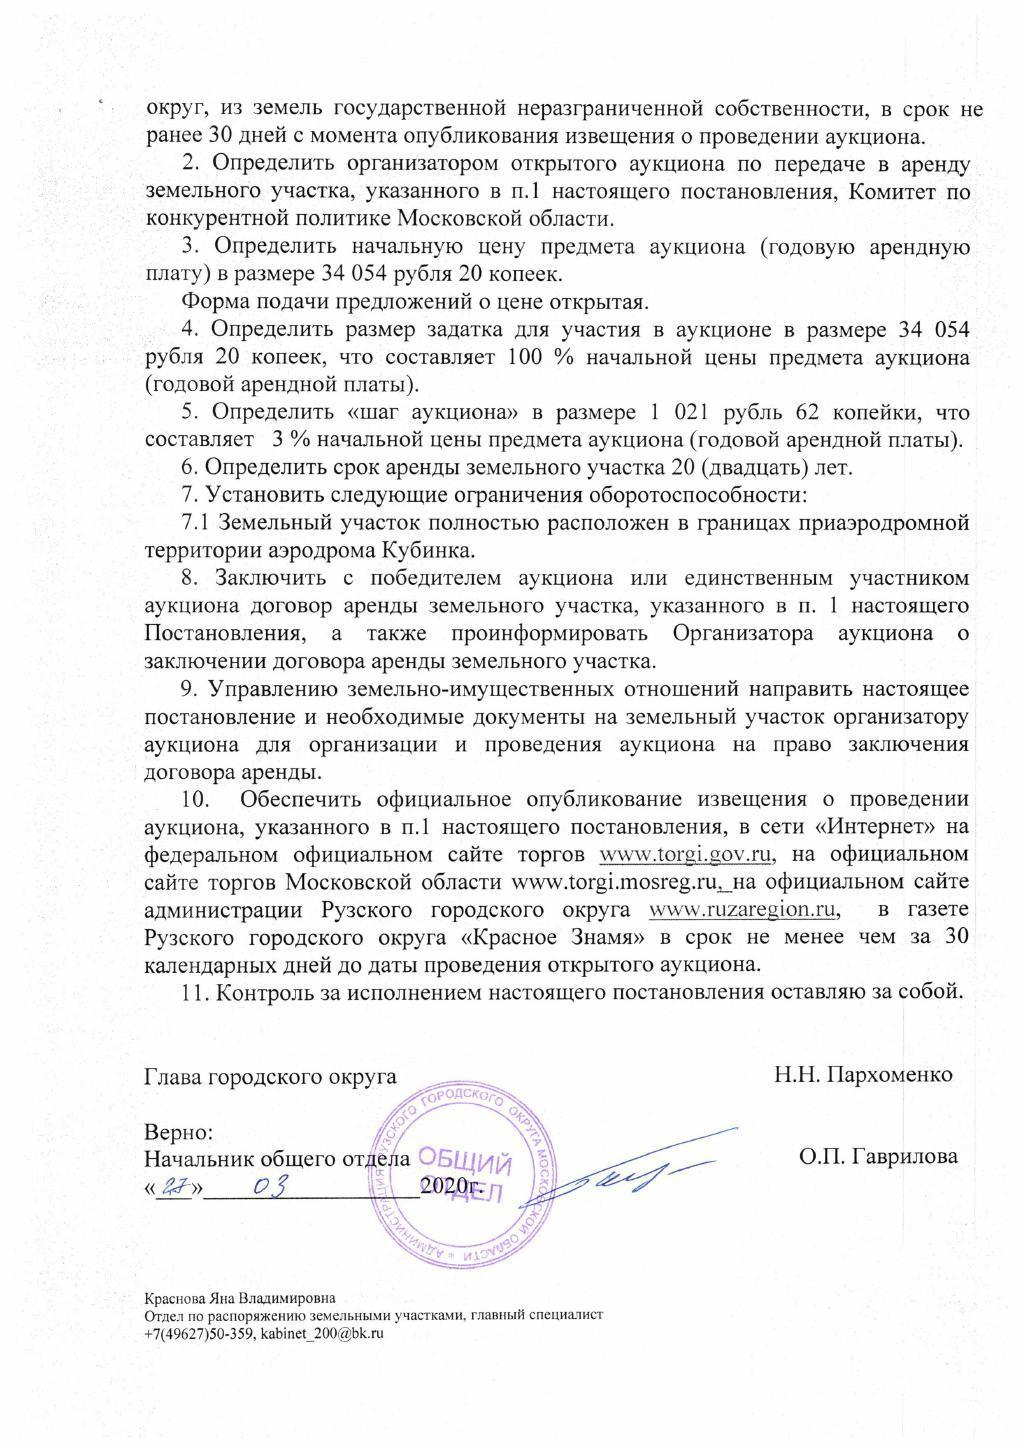 округ, из земель государственной неразграниченной собственности, в срок не
ранее 30 дней с момента опубликования извещения о проведении аукциона.
2. Определить организатором открытого аукциона по передаче в аренду
земельного участка, указанного в п.1 настоящего постановления, Комитет по
конкурентной политике Московской области.
3. Определить начальную цену предмета аукциона (годовую арендную
плату) в размере 34 054 рубля 20 копеек.
Форма подачи предложений о цене открытая.
4. Определить размер задатка для участия в аукционе в размере 34 054
рубля 20 копеек, что составляет 100 % начальной цены предмета аукциона
(годовой арендной платы).
5. Определить «шаг аукциона» в размере 1 021 рубль 62 копейки, что
составляет 3 % начальной цены предмета аукциона (годовой арендной платы).
6. Определить срок аренды земельного участка 20 (двадцать) лет.
7. Установить следующие ограничения оборотоспособности:
7.1 Земельный участок полностью расположен в границах приаэродромной
территории аэродрома Кубинка.
8. Заключить с победителем аукциона или единственным участником
аукциона договор аренды земельного участка, указанного в п. 1 настоящего
Постановления, а также проинформировать Организатора аукциона о
заключении договора аренды земельного участка.
9. Управлению земельно-имущественных отношений направить настоящее
постановление и необходимые документы на земельный участок организатору
аукциона для организации и проведения аукциона на право заключения
договора аренды.
10. Обеспечить официальное опубликование извещения о проведении
аукциона, указанного в п.1 настоящего постановления, в сети «Интернет» на
федеральном официальном сайте торгов www.torgi.gov.ru, на официальном
сайте торгов Московской области www.torgi.mosreg.ru, на официальном сайте
администрации Рузского городского округа www.ruzaregion.ru, в газете
Рузского городского округа «Красное Знамя» в срок не менее чем за 30
календарных дней до даты проведения открытого аукциона.
11. Контроль за исполнением настоящего постановления оставляю за собой.
Глава городского округа Н.Н. Пархоменко
Верно:
Начальник общего отдела О.П. Гаврилова
«27» 03 2020г.
АДМИНИСТРАЦИЯ РУЗСКОГО ГОРОДСКОГО ОКРУГА МОСКОВСКОЙ ОБЛАСТИ *
ОБЩИЙ
ОТДЕЛ
Краснова Яна Владимировна
Отдел по распоряжению земельными участками, главный специалист
+7(49627)50-359, kabinet_200@bk.ru